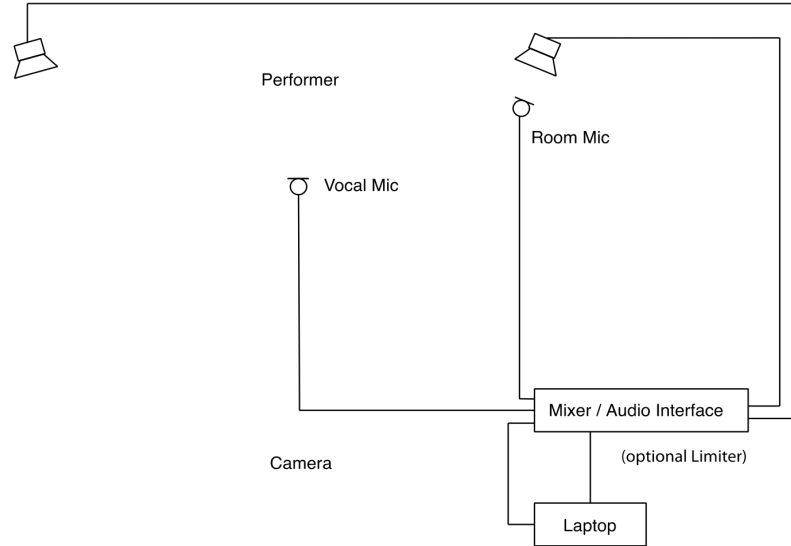 Performer
Room Mic
Vocal Mic
Mixer / Audio Interface
(optional Limiter)
Camera
Laptop